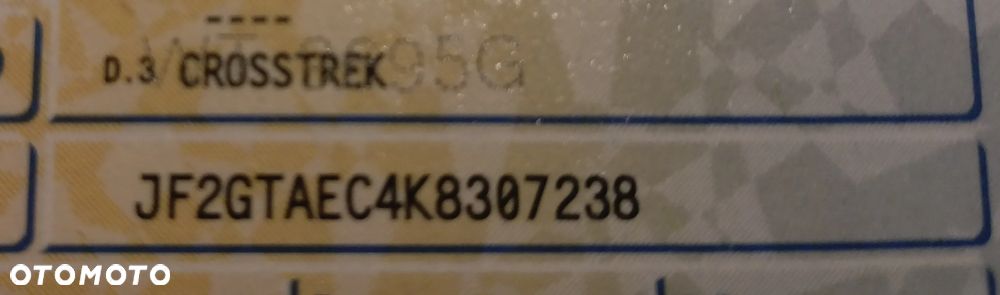 ----
D.3 CROSSTREK
JF2GTAEC4K8307238
OTOMOTO